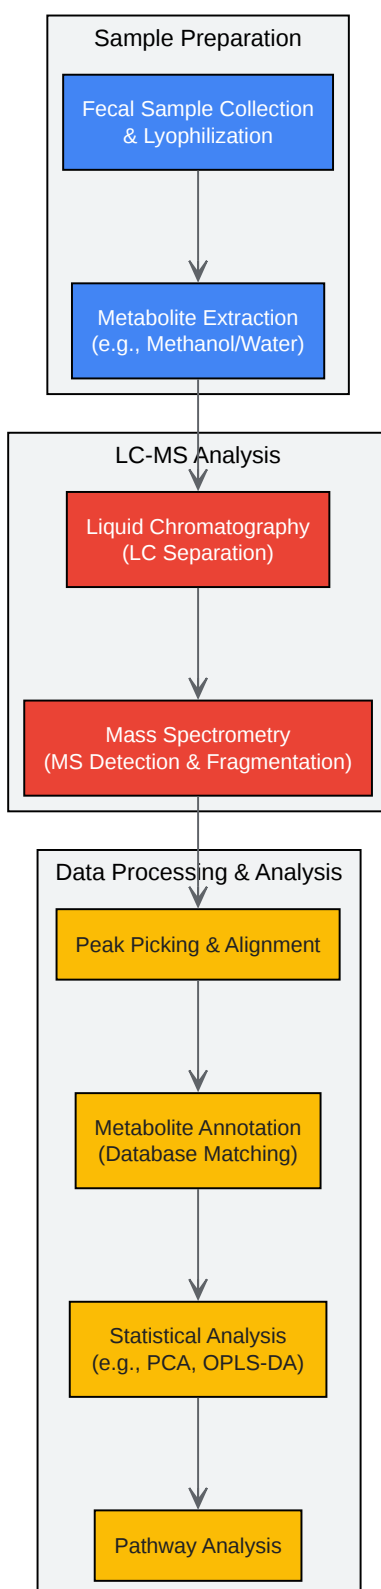 Sample Preparation
Fecal Sample Collection
& Lyophilization
Metabolite Extraction
(e.g., Methanol/Water)
LC-MS Analysis
Liquid Chromatography
(LC Separation)
Mass Spectrometry
(MS Detection & Fragmentation)
Data Processing & Analysis
Peak Picking & Alignment
Metabolite Annotation
(Database Matching)
Statistical Analysis
(e.g., PCA, OPLS-DA)
Pathway Analysis